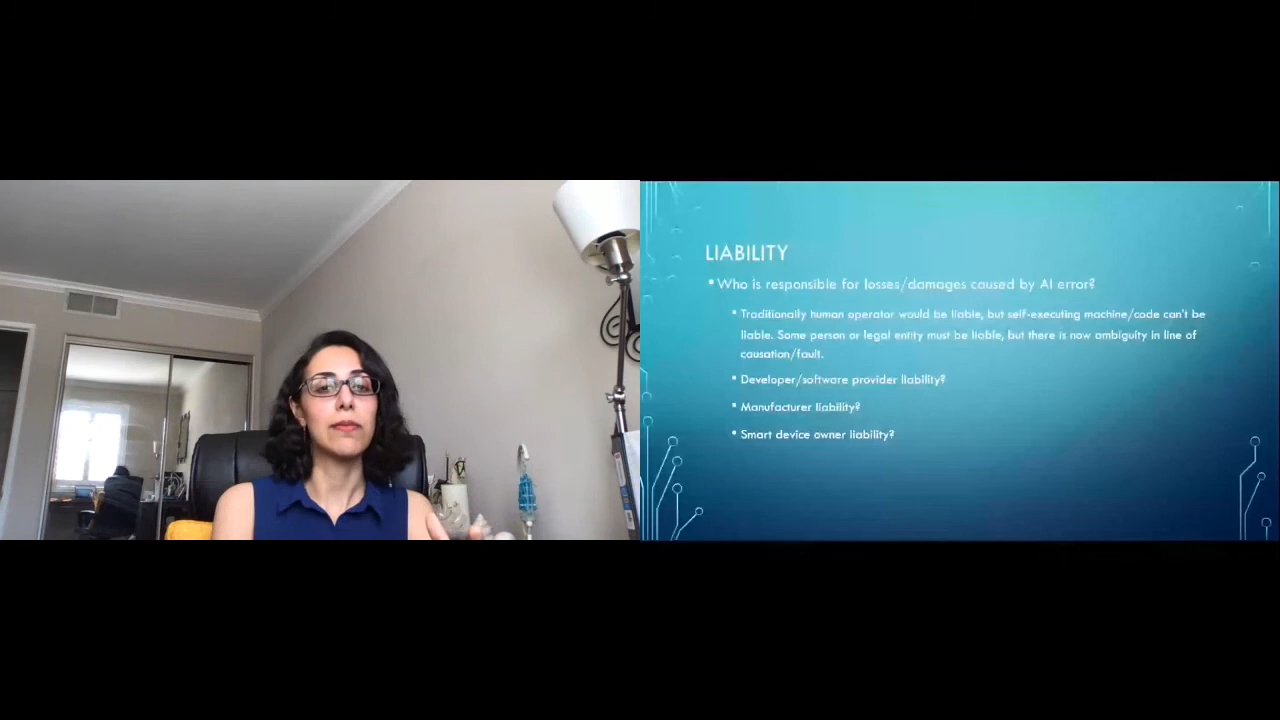 LIABILITY
Who is responsible for losses/damages caused by AI error?
Traditionally human operator would be liable, but self-executing machine/code can't be
liable. Some person or legal entity must be liable, but there is now ambiguity in line of
causation/fault.
Developer/software provider liability?
Manufacturer liability?
Smart device owner liability?